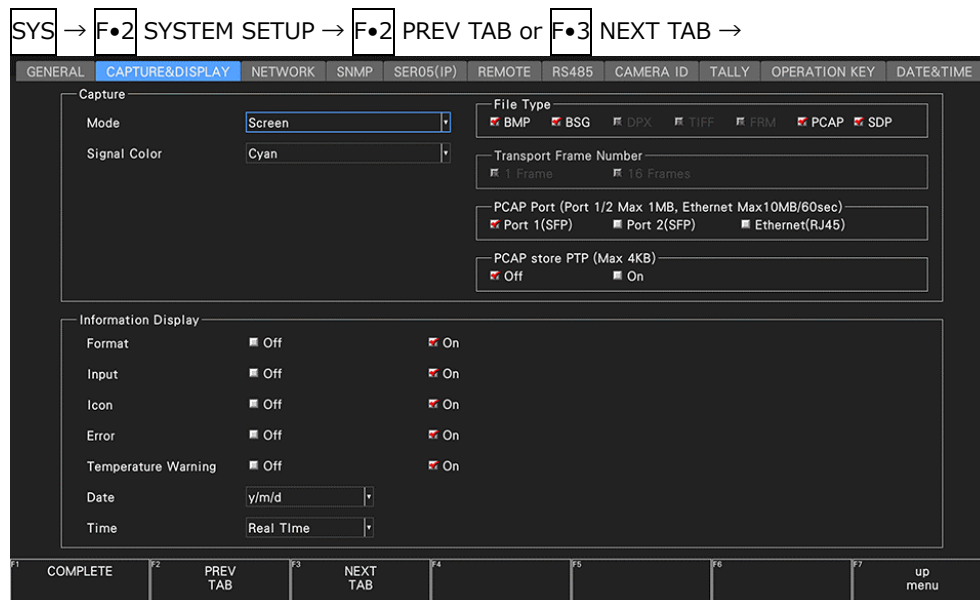 SYS → F•2 SYSTEM SETUP → F•2 PREV TAB or F•3 NEXT TAB →
GENERAL CAPTURE&DISPLAY NETWORK SNMP SER05(IP) REMOTE RS485 CAMERA ID TALLY OPERATION KEY DATE&TIME
Capture
Mode Screen
Signal Color Cyan
File Type
BMP BSG DPX TIFF FRM PCAP SDP
Transport Frame Number
1 Frame 16 Frames
PCAP Port (Port 1/2 Max 1MB, Ethernet Max10MB/60sec)
Port 1(SFP) Port 2(SFP) Ethernet(RJ45)
PCAP store PTP (Max 4KB)
Off On
Information Display
Format Off On
Input Off On
Icon Off On
Error Off On
Temperature Warning Off On
Date y/m/d
Time Real TIme
F1 COMPLETE F2 PREV TAB F3 NEXT TAB F4 F5 F6 F7 up menu